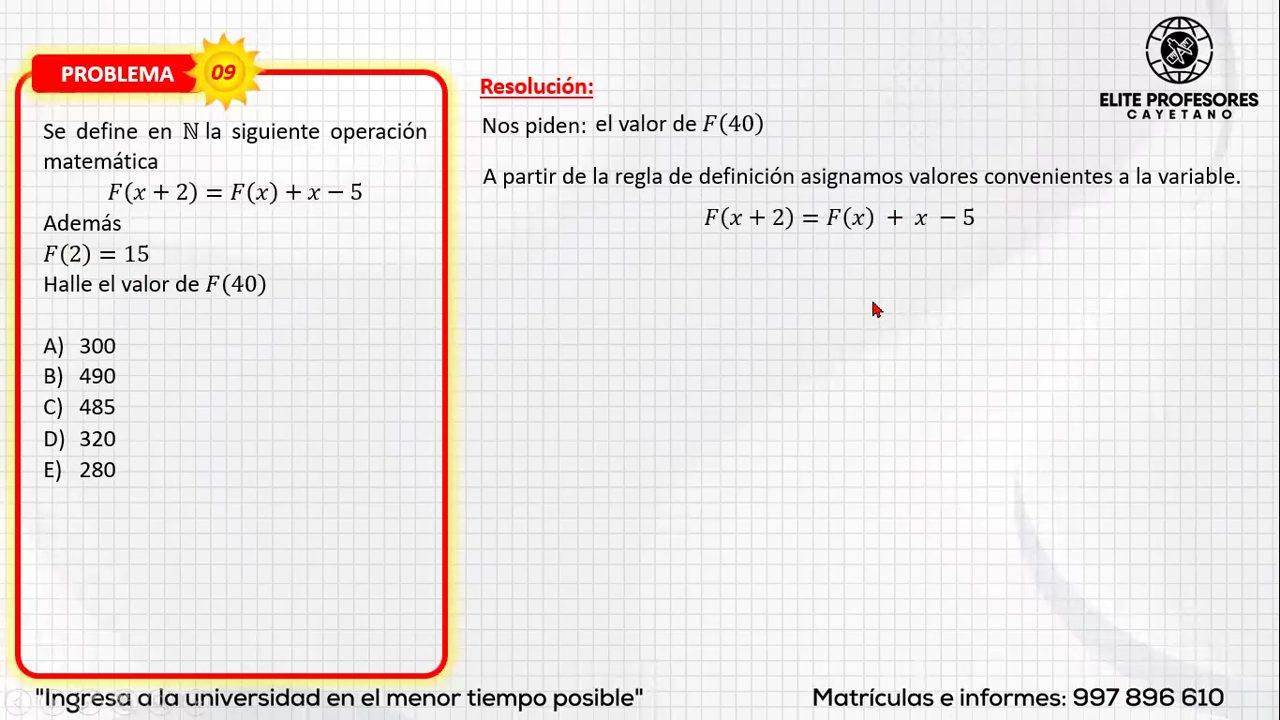 PROBLEMA 09
Se define en ℕ la siguiente operación
matemática
F(x + 2) = F(x) + x − 5
Además
F(2) = 15
Halle el valor de F(40)
A) 300
B) 490
C) 485
D) 320
E) 280
Resolución:
Nos piden: el valor de F(40)
A partir de la regla de definición asignamos valores convenientes a la variable.
F(x + 2) = F(x) + x − 5
ELITE PROFESORES
CAYETANO
"Ingresa a la universidad en el menor tiempo posible"
Matrículas e informes: 997 896 610